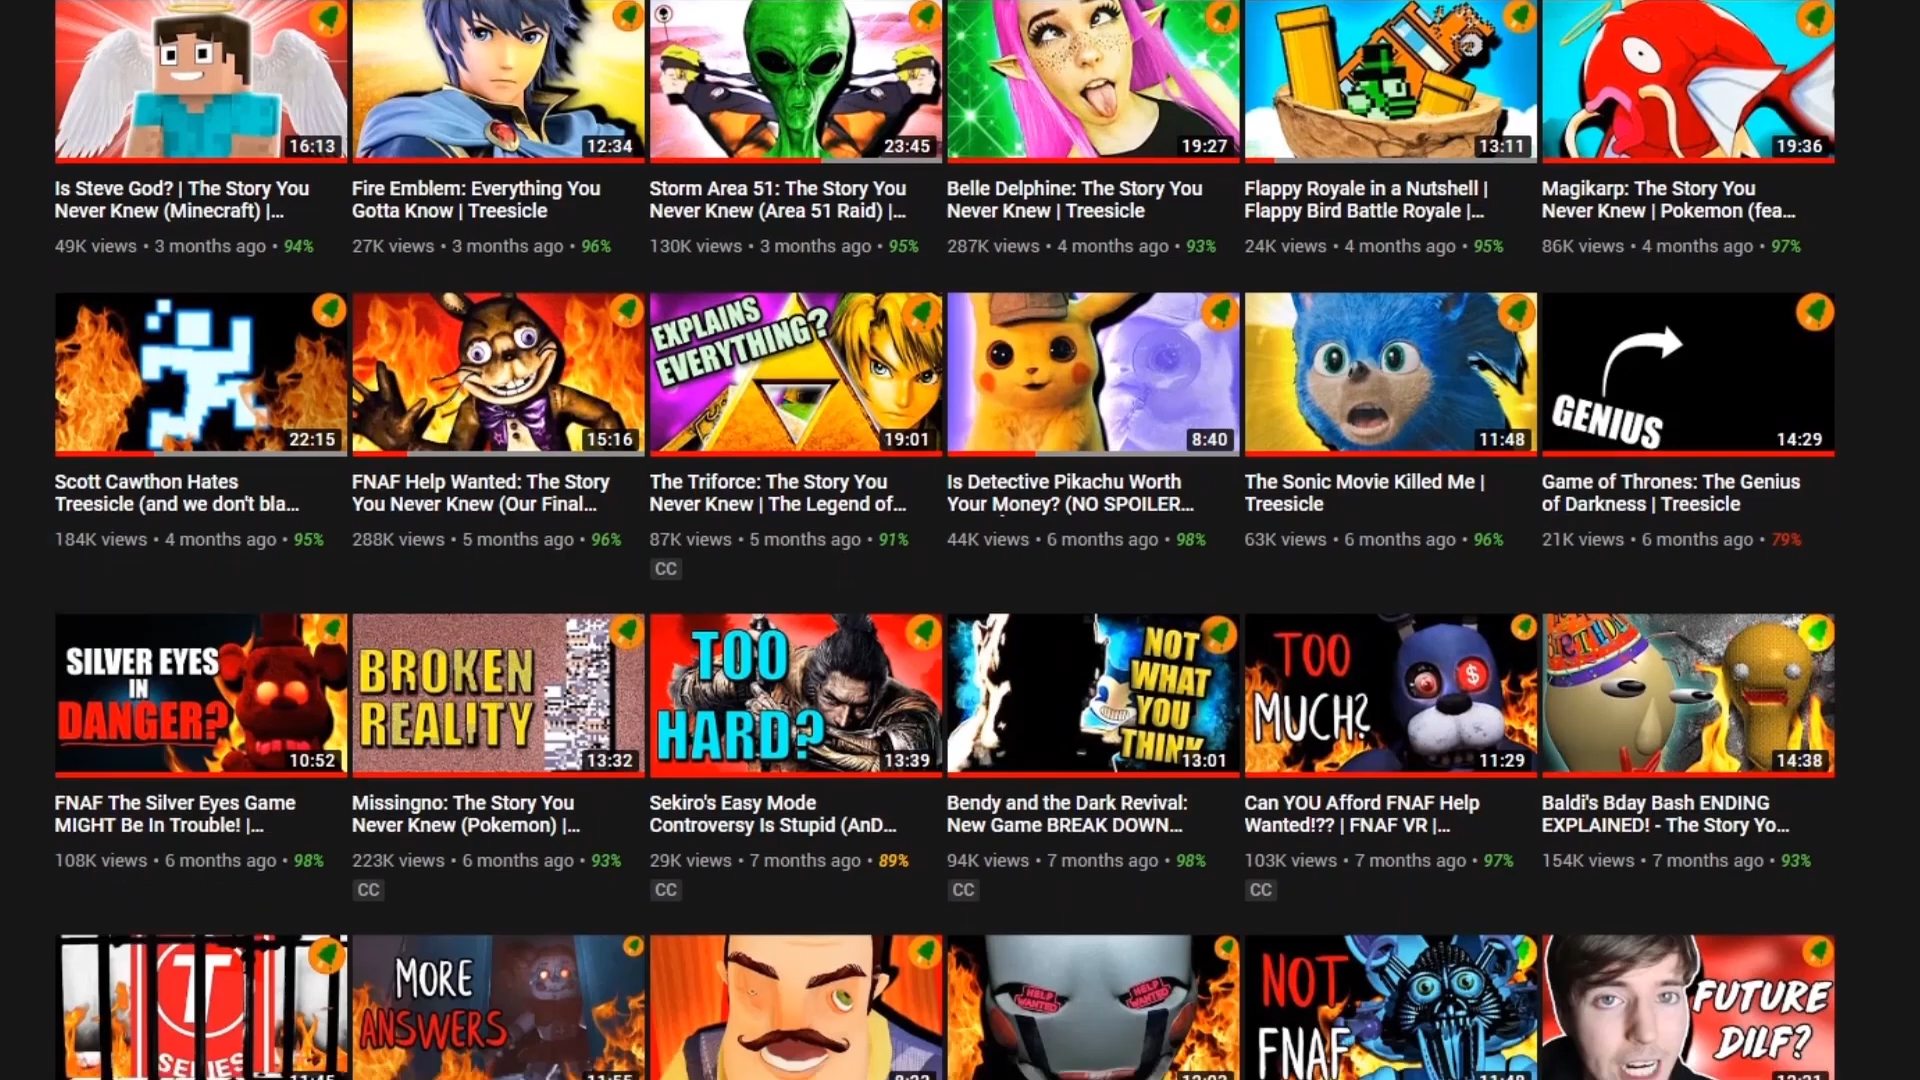 16:13
12:34
23:45
19:27
13:11
19:36
Is Steve God? | The Story You
Never Knew (Minecraft) |...
49K views • 3 months ago • 94%
Fire Emblem: Everything You
Gotta Know | Treesicle
27K views • 3 months ago • 96%
Storm Area 51: The Story You
Never Knew (Area 51 Raid) |...
130K views • 3 months ago • 95%
Belle Delphine: The Story You
Never Knew | Treesicle
287K views • 4 months ago • 93%
Flappy Royale in a Nutshell |
Flappy Bird Battle Royale |...
24K views • 4 months ago • 95%
Magikarp: The Story You
Never Knew | Pokemon (fea...
86K views • 4 months ago • 97%
22:15
15:16
EXPLAINS
EVERYTHING?
19:01
8:40
11:48
GENIUS
14:29
Scott Cawthon Hates
Treesicle (and we don't bla...
184K views • 4 months ago • 95%
FNAF Help Wanted: The Story
You Never Knew (Our Final...
288K views • 5 months ago • 96%
The Triforce: The Story You
Never Knew | The Legend of...
87K views • 5 months ago • 91%
CC
Is Detective Pikachu Worth
Your Money? (NO SPOILER...
44K views • 6 months ago • 98%
The Sonic Movie Killed Me |
Treesicle
63K views • 6 months ago • 96%
Game of Thrones: The Genius
of Darkness | Treesicle
21K views • 6 months ago • 79%
SILVER EYES
IN
DANGER?
10:52
BROKEN
REALITY
13:32
TOO
HARD?
13:39
NOT
WHAT
YOU
THINK
13:01
TOO
MUCH?
$
11:29
BIRTHDA
14:38
FNAF The Silver Eyes Game
MIGHT Be In Trouble! |...
108K views • 6 months ago • 98%
Missingno: The Story You
Never Knew (Pokemon) |...
223K views • 6 months ago • 93%
CC
Sekiro's Easy Mode
Controversy Is Stupid (AnD...
29K views • 7 months ago • 89%
CC
Bendy and the Dark Revival:
New Game BREAK DOWN...
94K views • 7 months ago • 98%
CC
Can YOU Afford FNAF Help
Wanted!?? | FNAF VR |...
103K views • 7 months ago • 97%
CC
Baldi's Bday Bash ENDING
EXPLAINED! - The Story Yo...
154K views • 7 months ago • 93%
T
SERIES
MORE
ANSWERS
HELP
WANTED
HELP
WANTED
NOT
FNAF
FUTURE
DILF?